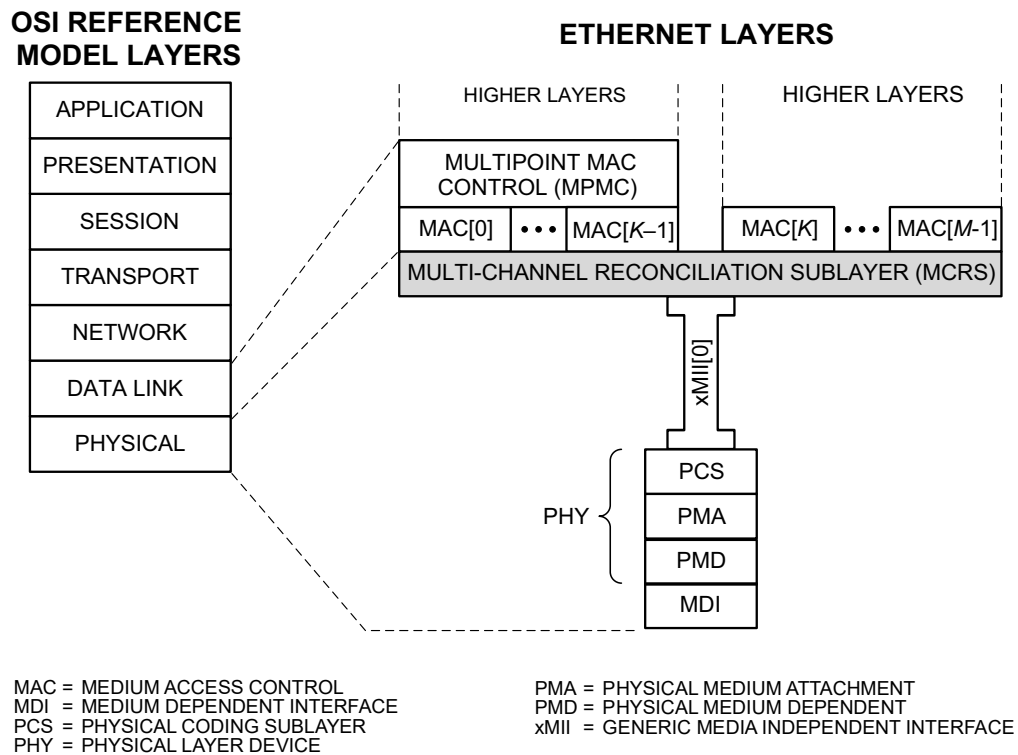 OSI REFERENCE
MODEL LAYERS
ETHERNET LAYERS
APPLICATION
PRESENTATION
SESSION
TRANSPORT
NETWORK
DATA LINK
PHYSICAL
HIGHER LAYERS
HIGHER LAYERS
MULTIPOINT MAC
CONTROL (MPMC)
MAC[0] ••• MAC[K–1] MAC[K] ••• MAC[M-1]
MULTI-CHANNEL RECONCILIATION SUBLAYER (MCRS)
xMII[0]
PHY
PCS
PMA
PMD
MDI
MAC = MEDIUM ACCESS CONTROL
MDI = MEDIUM DEPENDENT INTERFACE
PCS = PHYSICAL CODING SUBLAYER
PHY = PHYSICAL LAYER DEVICE
PMA = PHYSICAL MEDIUM ATTACHMENT
PMD = PHYSICAL MEDIUM DEPENDENT
xMII = GENERIC MEDIA INDEPENDENT INTERFACE